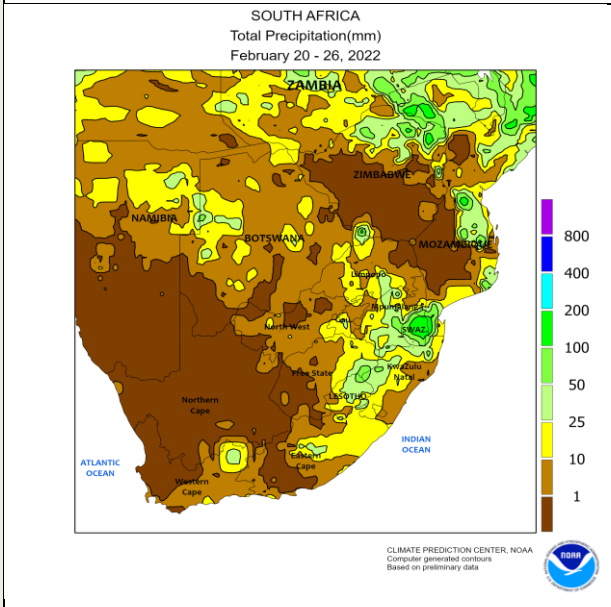 SOUTH AFRICA
Total Precipitation(mm)
February 20 - 26, 2022
ZAMBIA
ZIMBABWE
NAMIBIA
BOTSWANA
MOZAMBIQUE
Limpopo
Mpumalanga
North West
Gau
SWAZ.
Free State
KwaZulu
Natal
LESOTHO
Northern
Cape
Eastern
Cape
Western
Cape
ATLANTIC
OCEAN
INDIAN
OCEAN
800
400
200
100
50
25
10
1
CLIMATE PREDICTION CENTER, NOAA
Computer generated contours
Based on preliminary data
NOAA